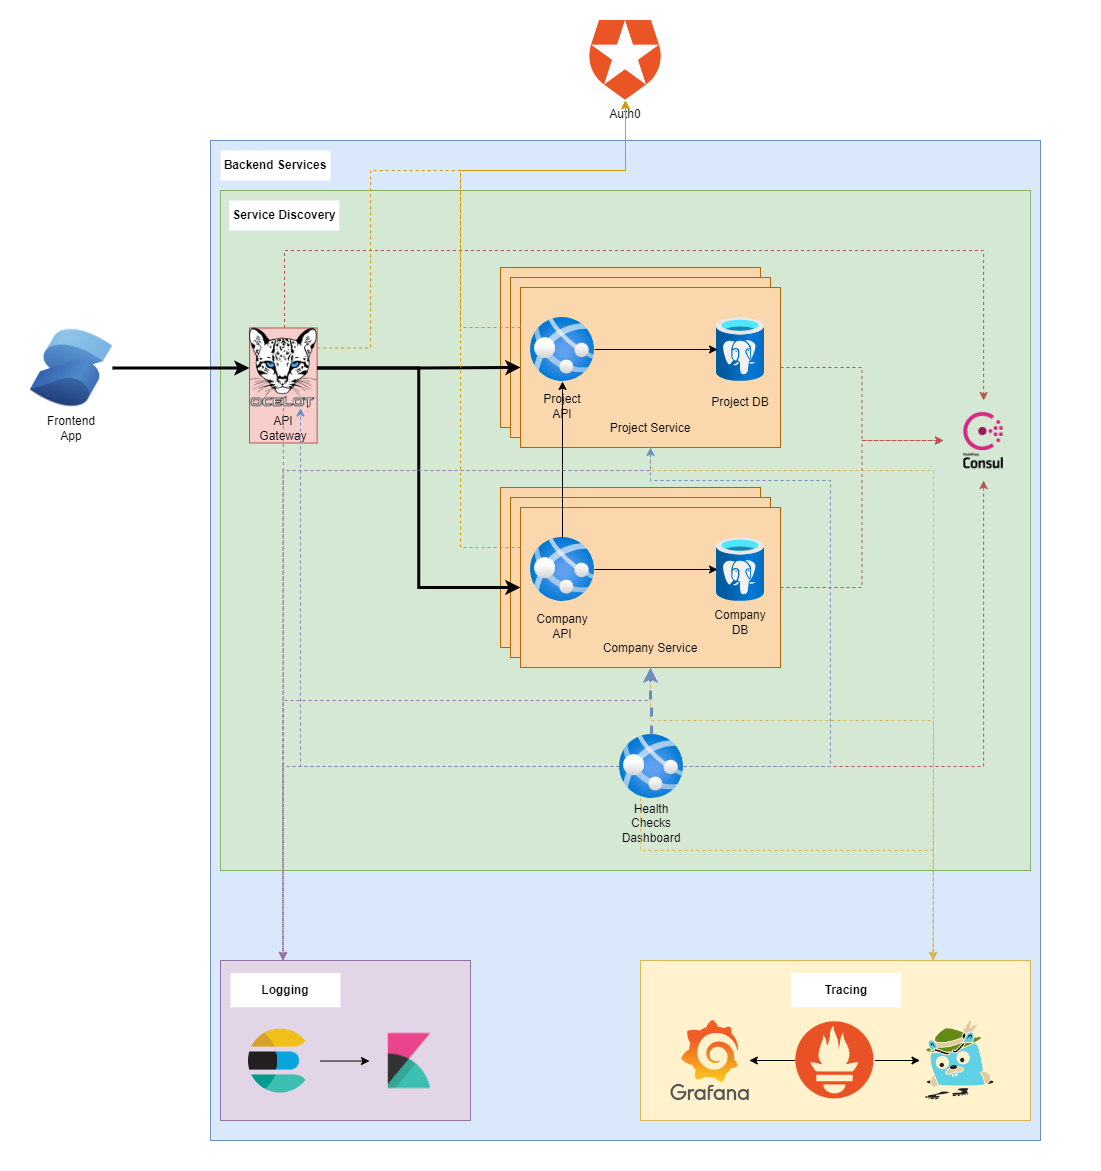 Auth0
Backend Services
Service Discovery
OCELOT
API
Gateway
Frontend
App
Project
API
Project DB
Project Service
HashiCorp
Consul
Company
API
Company
DB
Company Service
Health
Checks
Dashboard
Logging
Tracing
Grafana